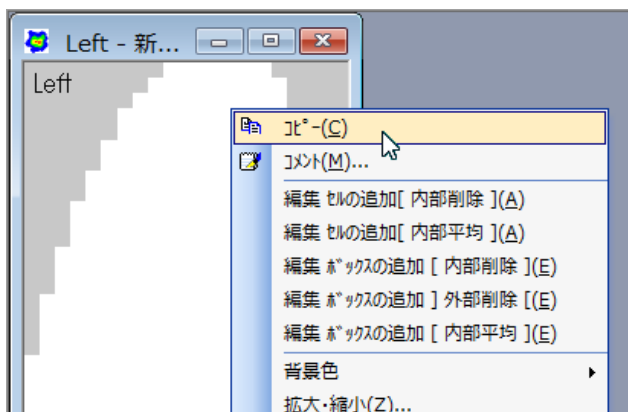 Left - 新...
Left
ｺﾋﾟｰ(C)
ｺﾒﾝﾄ(M)...
編集 ｾﾙの追加[ 内部削除 ](A)
編集 ｾﾙの追加[ 内部平均 ](A)
編集 ﾎﾞｯｸｽの追加 [ 内部削除 ](E)
編集 ﾎﾞｯｸｽの追加 ] 外部削除 [(E)
編集 ﾎﾞｯｸｽの追加 [ 内部平均 ](E)
背景色
拡大・縮小(Z)...